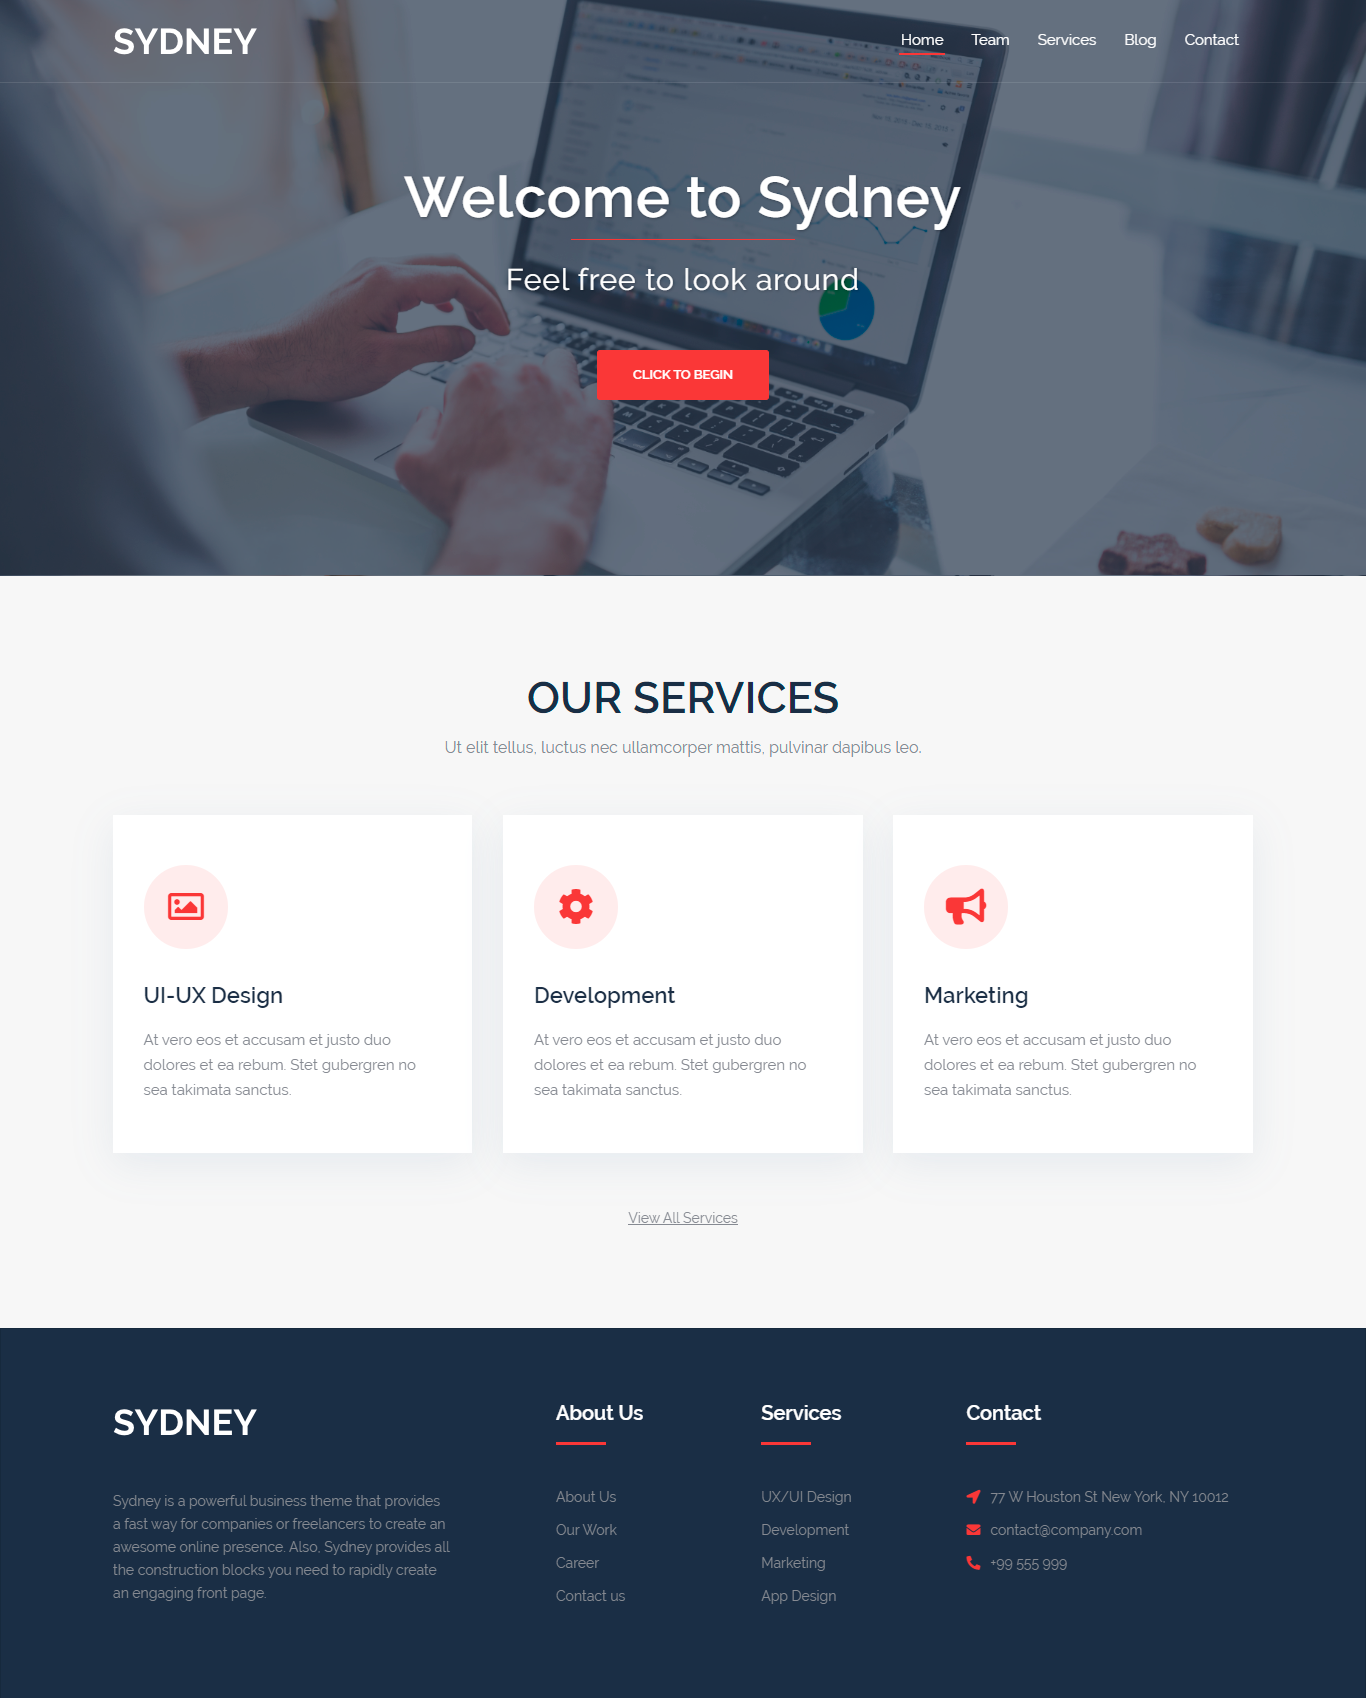 SYDNEY
Home Team Services Blog Contact
Welcome to Sydney
Feel free to look around
CLICK TO BEGIN
OUR SERVICES
Ut elit tellus, luctus nec ullamcorper mattis, pulvinar dapibus leo.
UI-UX Design
At vero eos et accusam et justo duo
dolores et ea rebum. Stet gubergren no
sea takimata sanctus.
Development
At vero eos et accusam et justo duo
dolores et ea rebum. Stet gubergren no
sea takimata sanctus.
Marketing
At vero eos et accusam et justo duo
dolores et ea rebum. Stet gubergren no
sea takimata sanctus.
View All Services
SYDNEY
Sydney is a powerful business theme that provides
a fast way for companies or freelancers to create an
awesome online presence. Also, Sydney provides all
the construction blocks you need to rapidly create
an engaging front page.
About Us
About Us
Our Work
Career
Contact us
Services
UX/UI Design
Development
Marketing
App Design
Contact
77 W Houston St New York, NY 10012
contact@company.com
+99 555 999